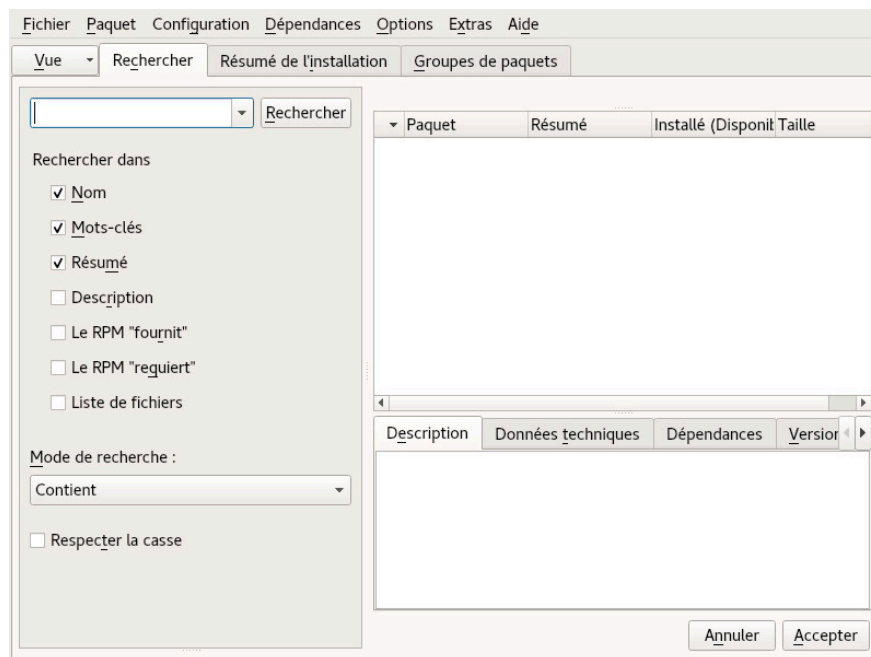 Fichier Paquet Configuration Dépendances Options Extras Aide
Vue Rechercher Résumé de l'installation Groupes de paquets
Rechercher
Paquet Résumé Installé (Disponib Taille
Rechercher dans
Nom
Mots-clés
Résumé
Description
Le RPM "fournit"
Le RPM "requiert"
Liste de fichiers
Description Données techniques Dépendances Version
Mode de recherche :
Contient
Respecter la casse
Annuler Accepter